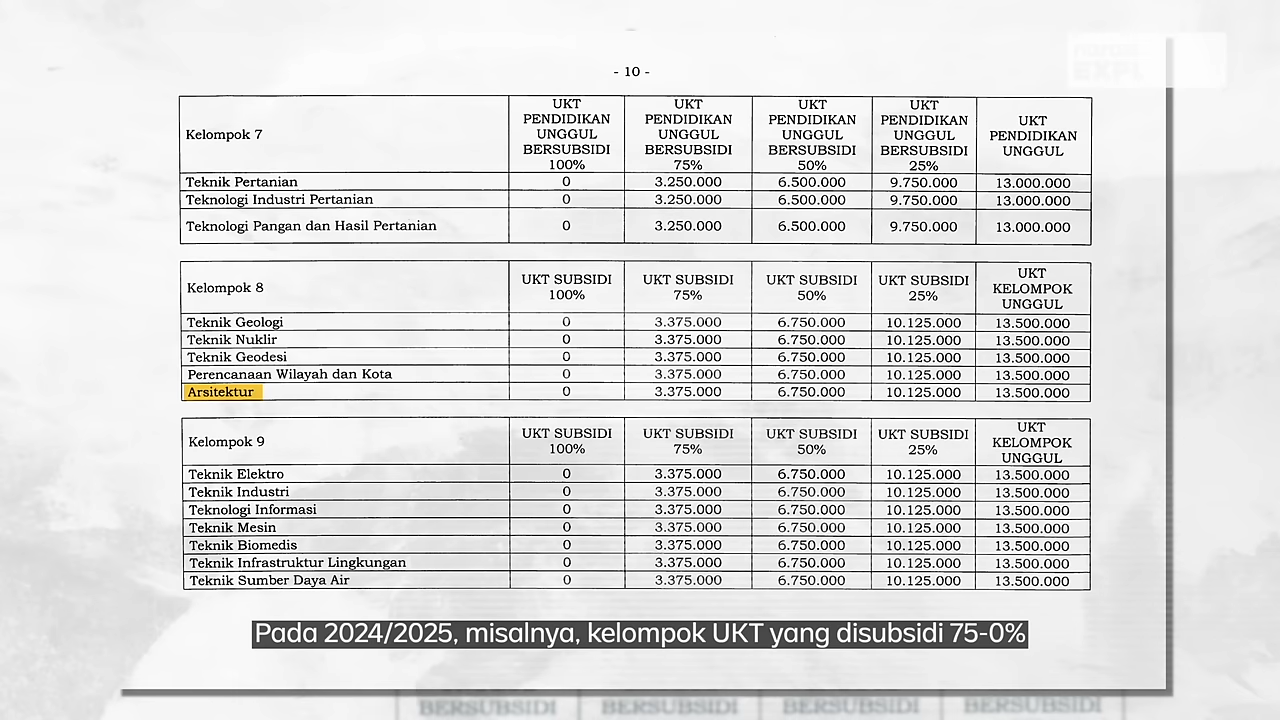 - 10 -
Kelompok 7 UKT PENDIDIKAN UNGGUL BERSUBSIDI 100% UKT PENDIDIKAN UNGGUL BERSUBSIDI 75% UKT PENDIDIKAN UNGGUL BERSUBSIDI 50% UKT PENDIDIKAN UNGGUL BERSUBSIDI 25% UKT PENDIDIKAN UNGGUL
Teknik Pertanian 0 3.250.000 6.500.000 9.750.000 13.000.000
Teknologi Industri Pertanian 0 3.250.000 6.500.000 9.750.000 13.000.000
Teknologi Pangan dan Hasil Pertanian 0 3.250.000 6.500.000 9.750.000 13.000.000
Kelompok 8 UKT SUBSIDI 100% UKT SUBSIDI 75% UKT SUBSIDI 50% UKT SUBSIDI 25% UKT KELOMPOK UNGGUL
Teknik Geologi 0 3.375.000 6.750.000 10.125.000 13.500.000
Teknik Nuklir 0 3.375.000 6.750.000 10.125.000 13.500.000
Teknik Geodesi 0 3.375.000 6.750.000 10.125.000 13.500.000
Perencanaan Wilayah dan Kota 0 3.375.000 6.750.000 10.125.000 13.500.000
Arsitektur 0 3.375.000 6.750.000 10.125.000 13.500.000
Kelompok 9 UKT SUBSIDI 100% UKT SUBSIDI 75% UKT SUBSIDI 50% UKT SUBSIDI 25% UKT KELOMPOK UNGGUL
Teknik Elektro 0 3.375.000 6.750.000 10.125.000 13.500.000
Teknik Industri 0 3.375.000 6.750.000 10.125.000 13.500.000
Teknologi Informasi 0 3.375.000 6.750.000 10.125.000 13.500.000
Teknik Mesin 0 3.375.000 6.750.000 10.125.000 13.500.000
Teknik Biomedis 0 3.375.000 6.750.000 10.125.000 13.500.000
Teknik Infrastruktur Lingkungan 0 3.375.000 6.750.000 10.125.000 13.500.000
Teknik Sumber Daya Air 0 3.375.000 6.750.000 10.125.000 13.500.000
Pada 2024/2025, misalnya, kelompok UKT yang disubsidi 75-0%
BERSUBSIDI BERSUBSIDI BERSUBSIDI BERSUBSIDI